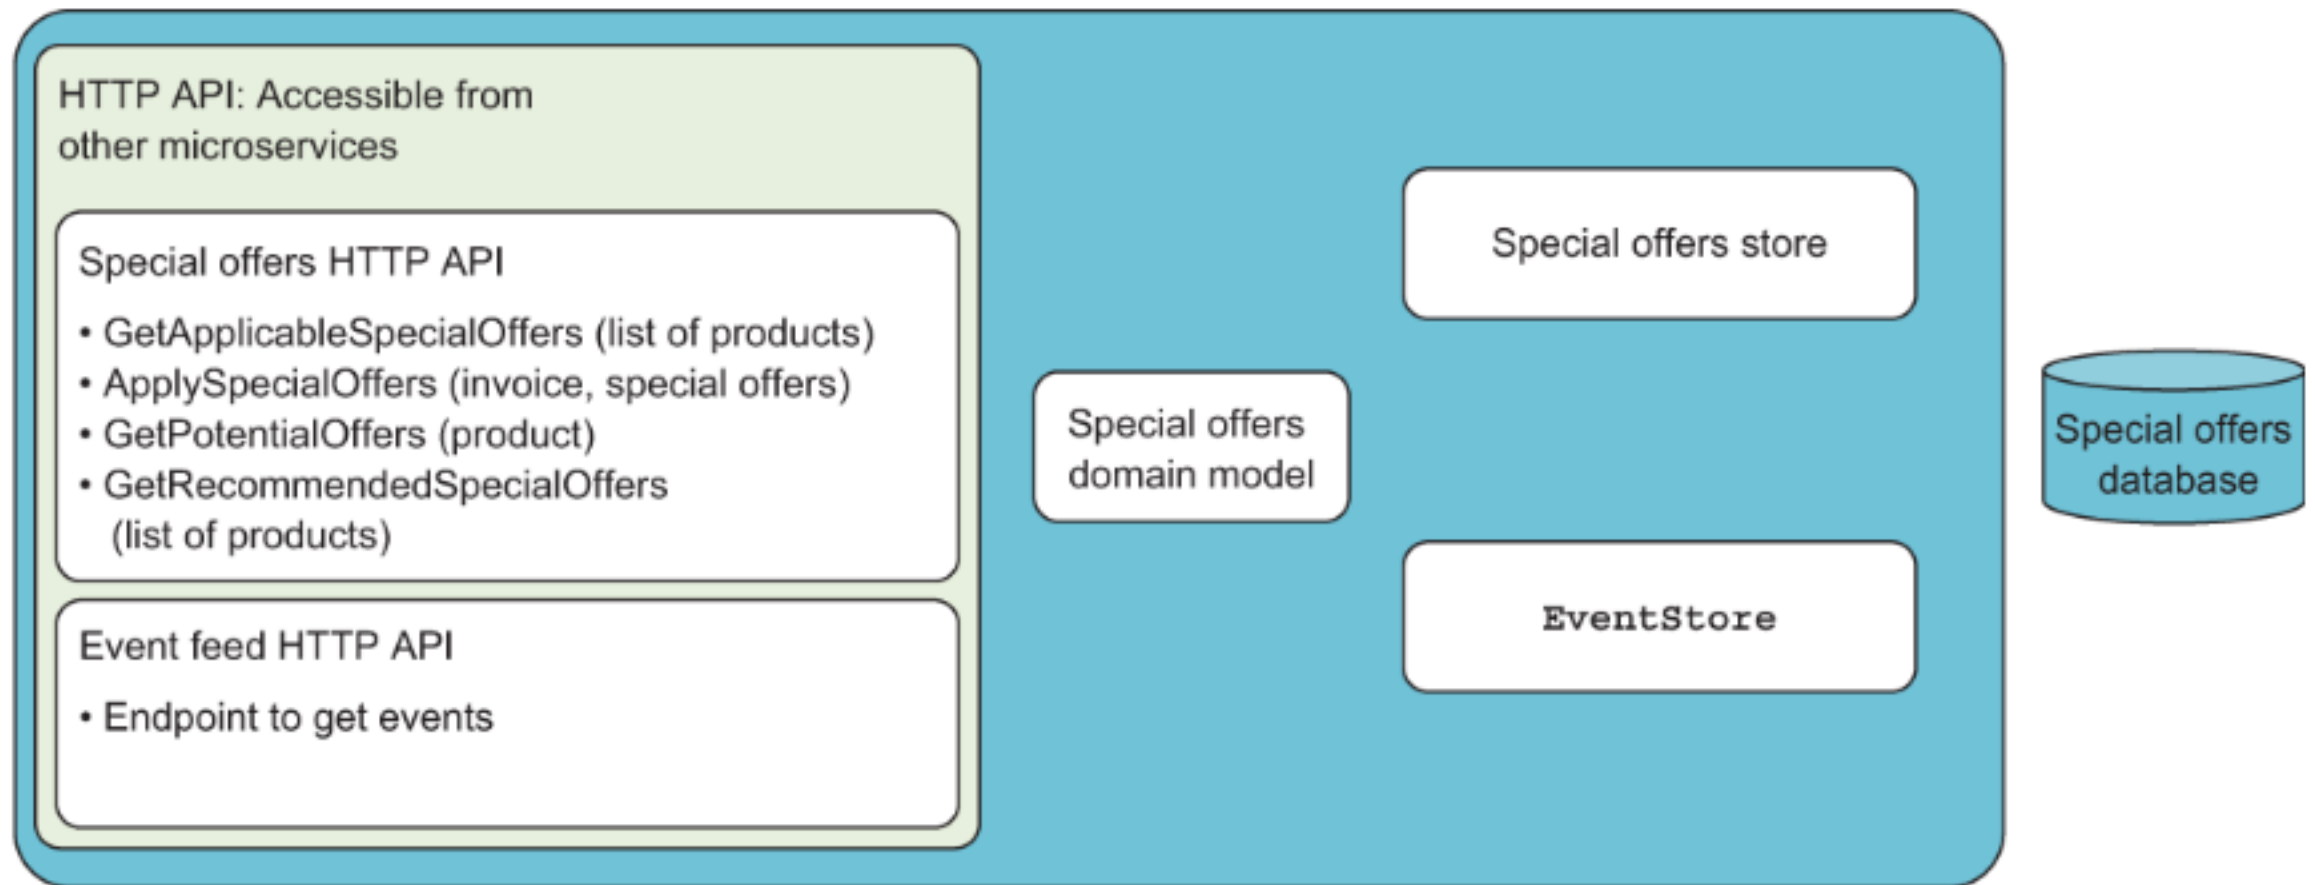 HTTP API: Accessible from
other microservices
Special offers HTTP API
• GetApplicableSpecialOffers (list of products)
• ApplySpecialOffers (invoice, special offers)
• GetPotentialOffers (product)
• GetRecommendedSpecialOffers
(list of products)
Event feed HTTP API
• Endpoint to get events
Special offers
domain model
Special offers store
EventStore
Special offers
database